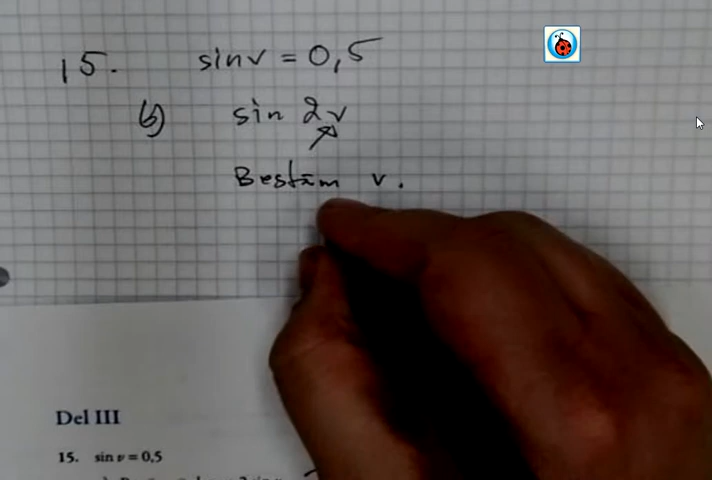 15. sin v = 0,5
b) sin 2v
Bestäm v.
Del III
15. sin v = 0,5